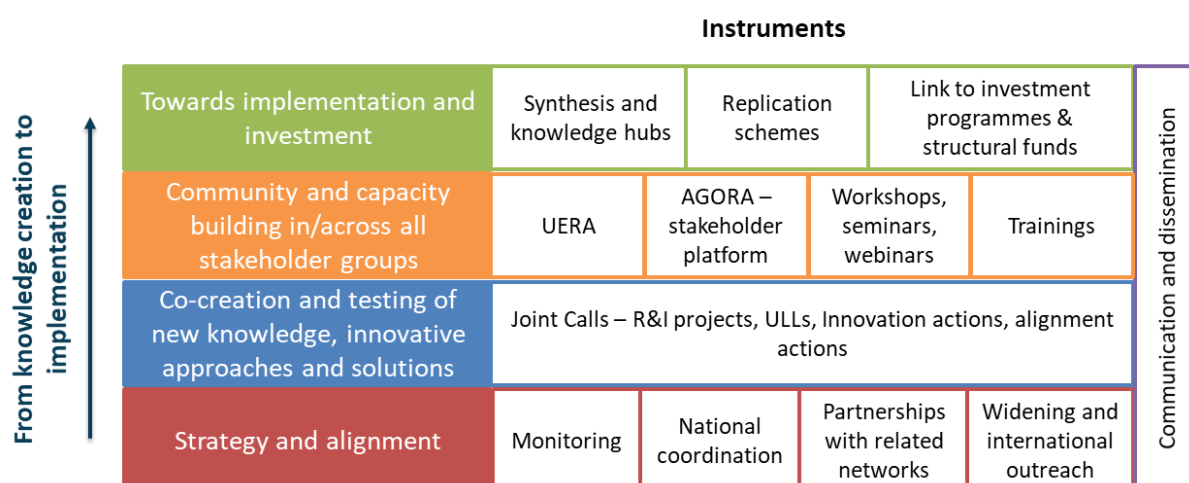 Instruments
From knowledge creation to
implementation
Towards implementation and
investment
Synthesis and
knowledge hubs
Replication
schemes
Link to investment
programmes &
structural funds
Community and capacity
building in/across all
stakeholder groups
UERA
AGORA –
stakeholder
platform
Workshops,
seminars,
webinars
Trainings
Co-creation and testing of
new knowledge, innovative
approaches and solutions
Joint Calls – R&I projects, ULLs, Innovation actions, alignment
actions
Strategy and alignment
Monitoring
National
coordination
Partnerships
with related
networks
Widening and
international
outreach
Communication and dissemination